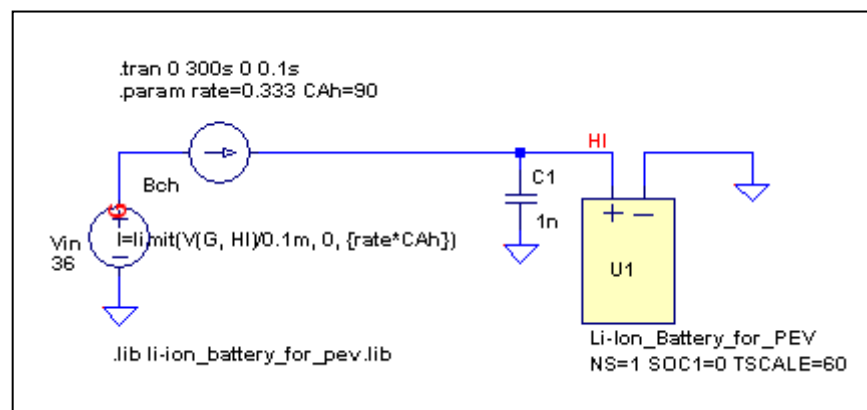 .tran 0 300s 0 0.1s
.param rate=0.333 CAh=90
HI
Bch
C1
1n
G
Vin
36
I=limit(V(G, HI)/0.1m, 0, {rate*CAh})
+ −
U1
.lib li-ion_battery_for_pev.lib
Li-Ion_Battery_for_PEV
NS=1 SOC1=0 TSCALE=60